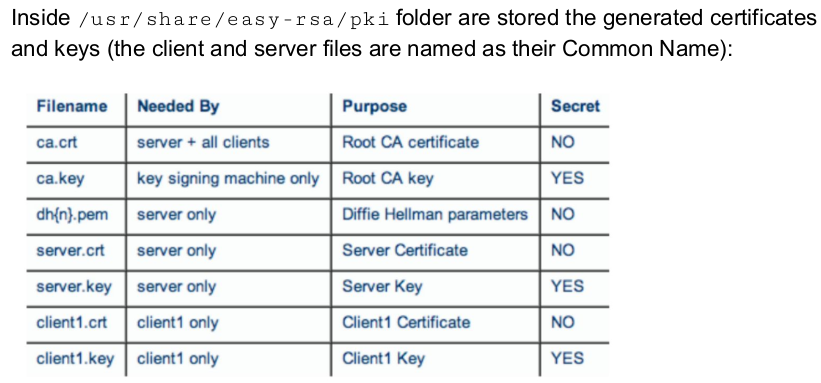 Inside /usr/share/easy-rsa/pki folder are stored the generated certificates
and keys (the client and server files are named as their Common Name):
Filename Needed By Purpose Secret
ca.crt server + all clients Root CA certificate NO
ca.key key signing machine only Root CA key YES
dh{n}.pem server only Diffie Hellman parameters NO
server.crt server only Server Certificate NO
server.key server only Server Key YES
client1.crt client1 only Client1 Certificate NO
client1.key client1 only Client1 Key YES